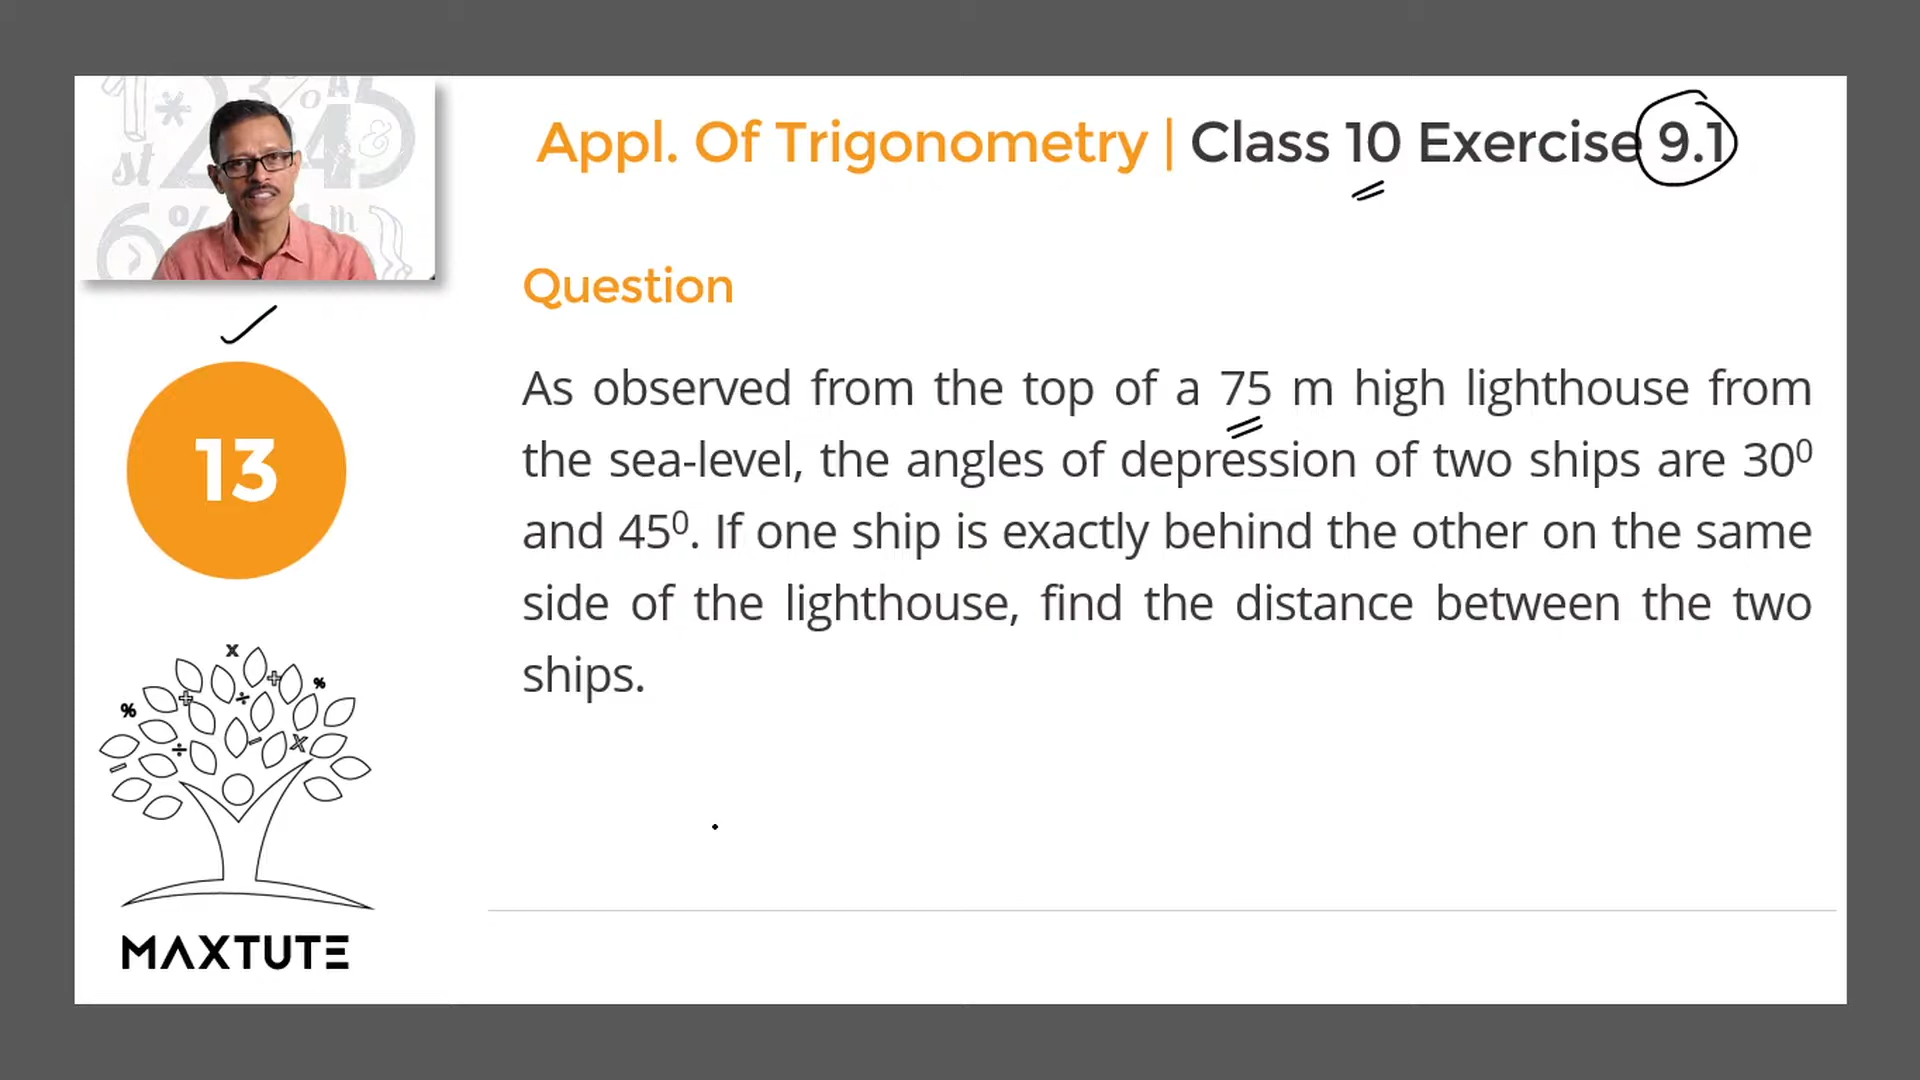 Appl. Of Trigonometry | Class 10 Exercise 9.1
Question
13
As observed from the top of a 75 m high lighthouse from
the sea-level, the angles of depression of two ships are 30⁰
and 45⁰. If one ship is exactly behind the other on the same
side of the lighthouse, find the distance between the two
ships.
MAXTUTE